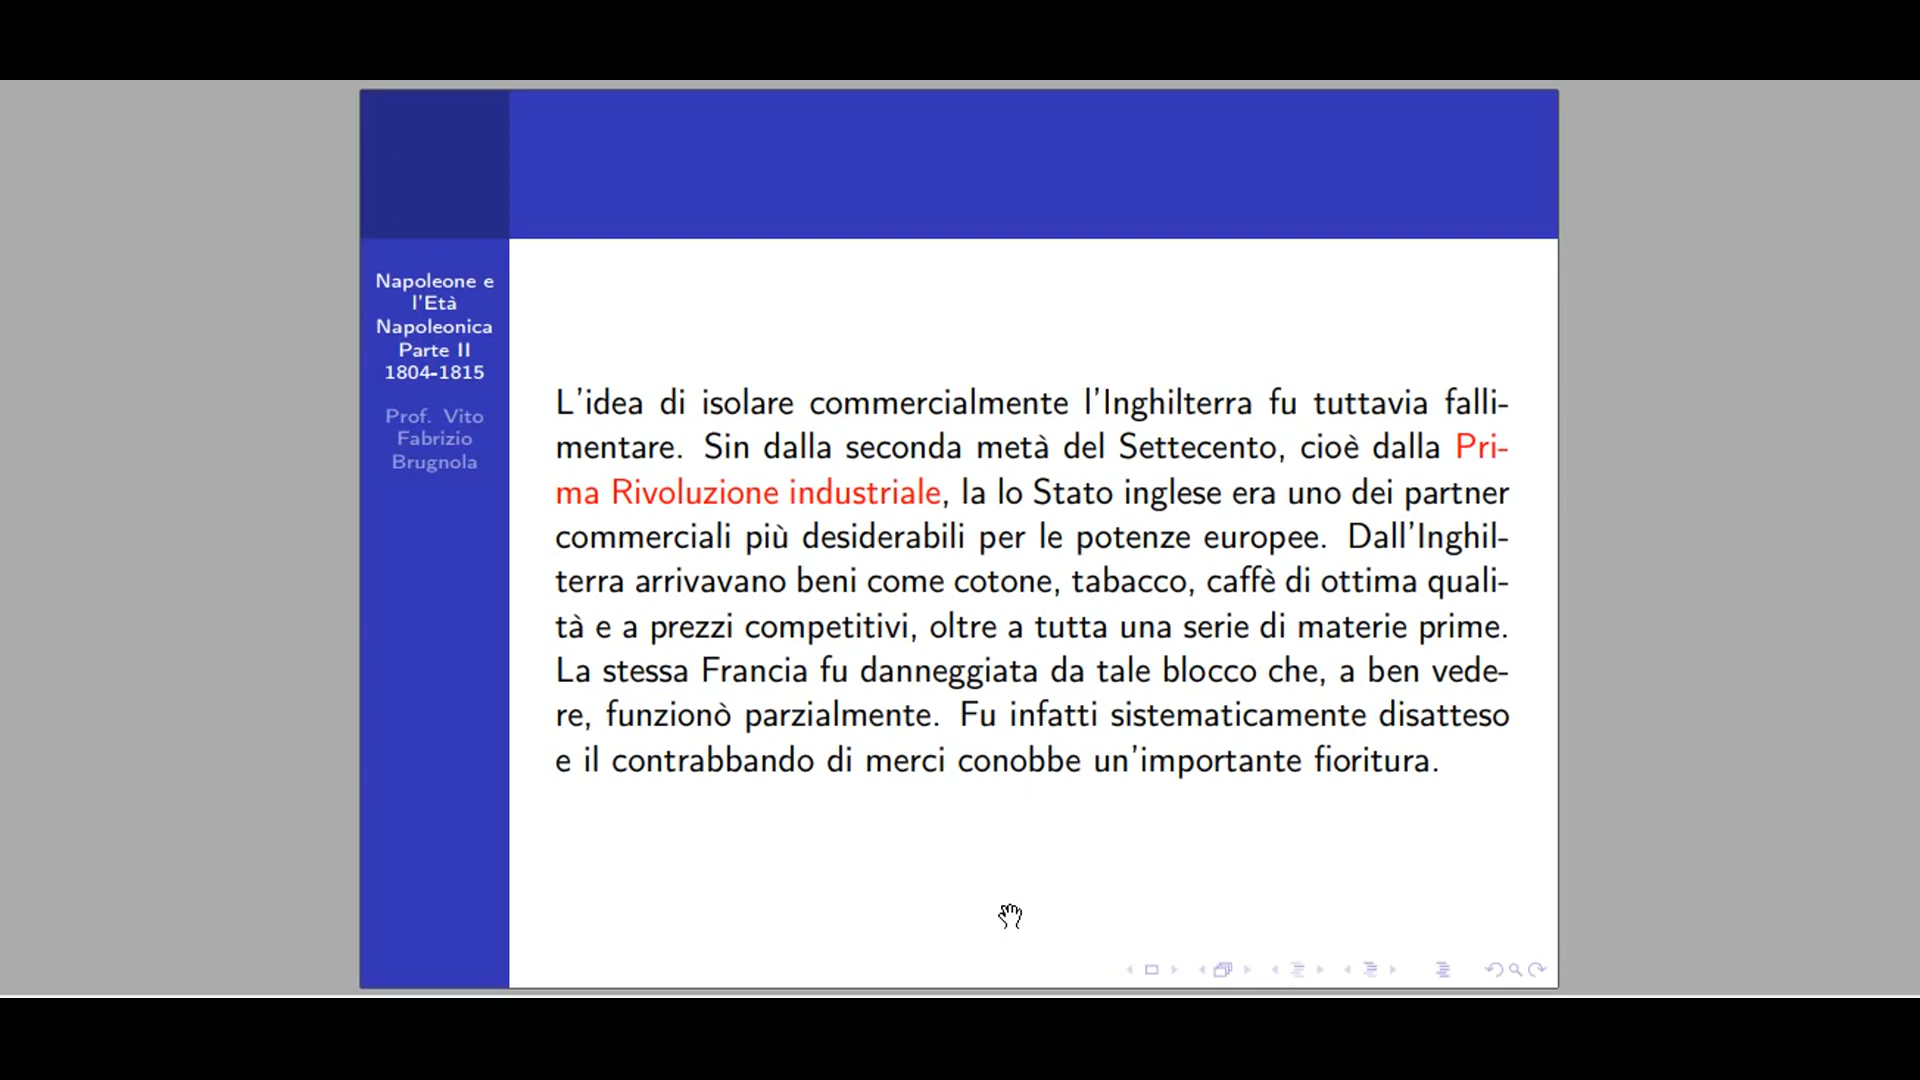 Napoleone e
l'Età
Napoleonica
Parte II
1804-1815
Prof. Vito
Fabrizio
Brugnola
L'idea di isolare commercialmente l'Inghilterra fu tuttavia falli-
mentare. Sin dalla seconda metà del Settecento, cioè dalla Pri-
ma Rivoluzione industriale, la lo Stato inglese era uno dei partner
commerciali più desiderabili per le potenze europee. Dall'Inghil-
terra arrivavano beni come cotone, tabacco, caffè di ottima quali-
tà e a prezzi competitivi, oltre a tutta una serie di materie prime.
La stessa Francia fu danneggiata da tale blocco che, a ben vede-
re, funzionò parzialmente. Fu infatti sistematicamente disatteso
e il contrabbando di merci conobbe un'importante fioritura.